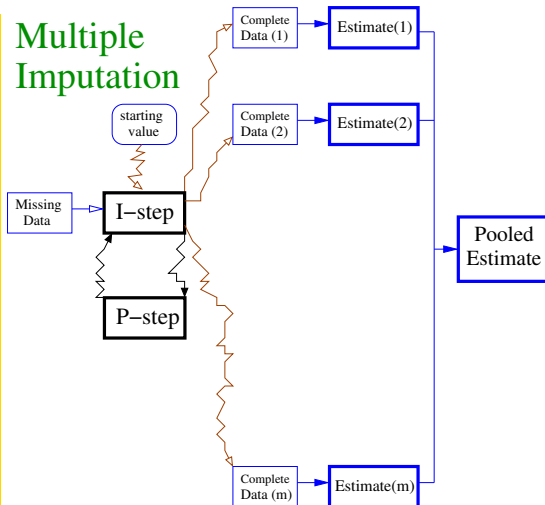 Multiple
Imputation
Complete
Data (1)
Estimate(1)
starting
value
Complete
Data (2)
Estimate(2)
Missing
Data
I−step
Pooled
Estimate
P−step
Complete
Data (m)
Estimate(m)